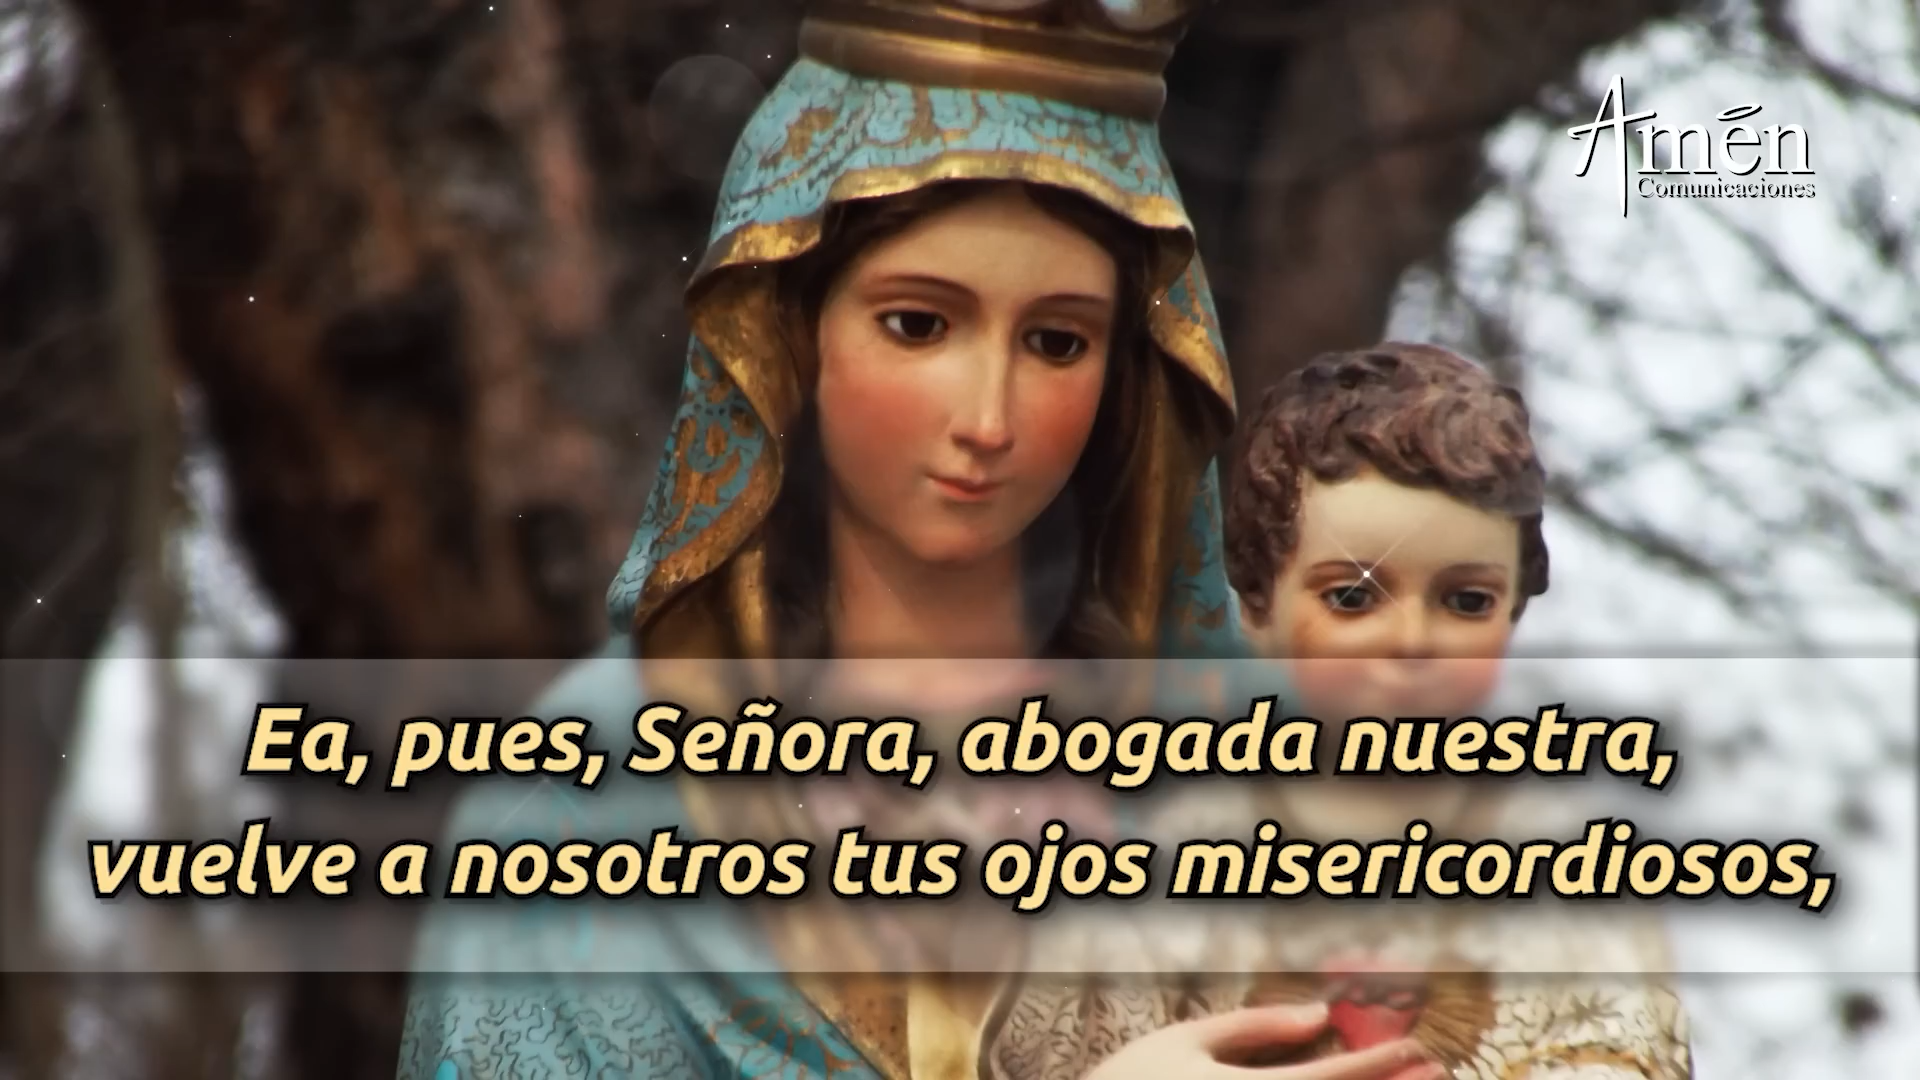 Amén
Comunicaciones
Ea, pues, Señora, abogada nuestra,
vuelve a nosotros tus ojos misericordiosos,